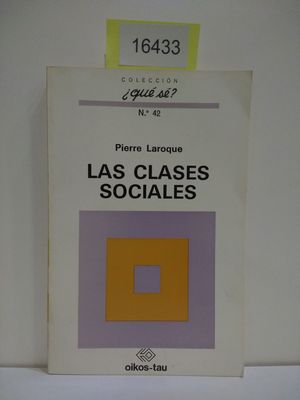 16433
COLECCIÓN
¿qué sé?
N.º 42
Pierre Laroque
LAS CLASES
SOCIALES
oikos-tau